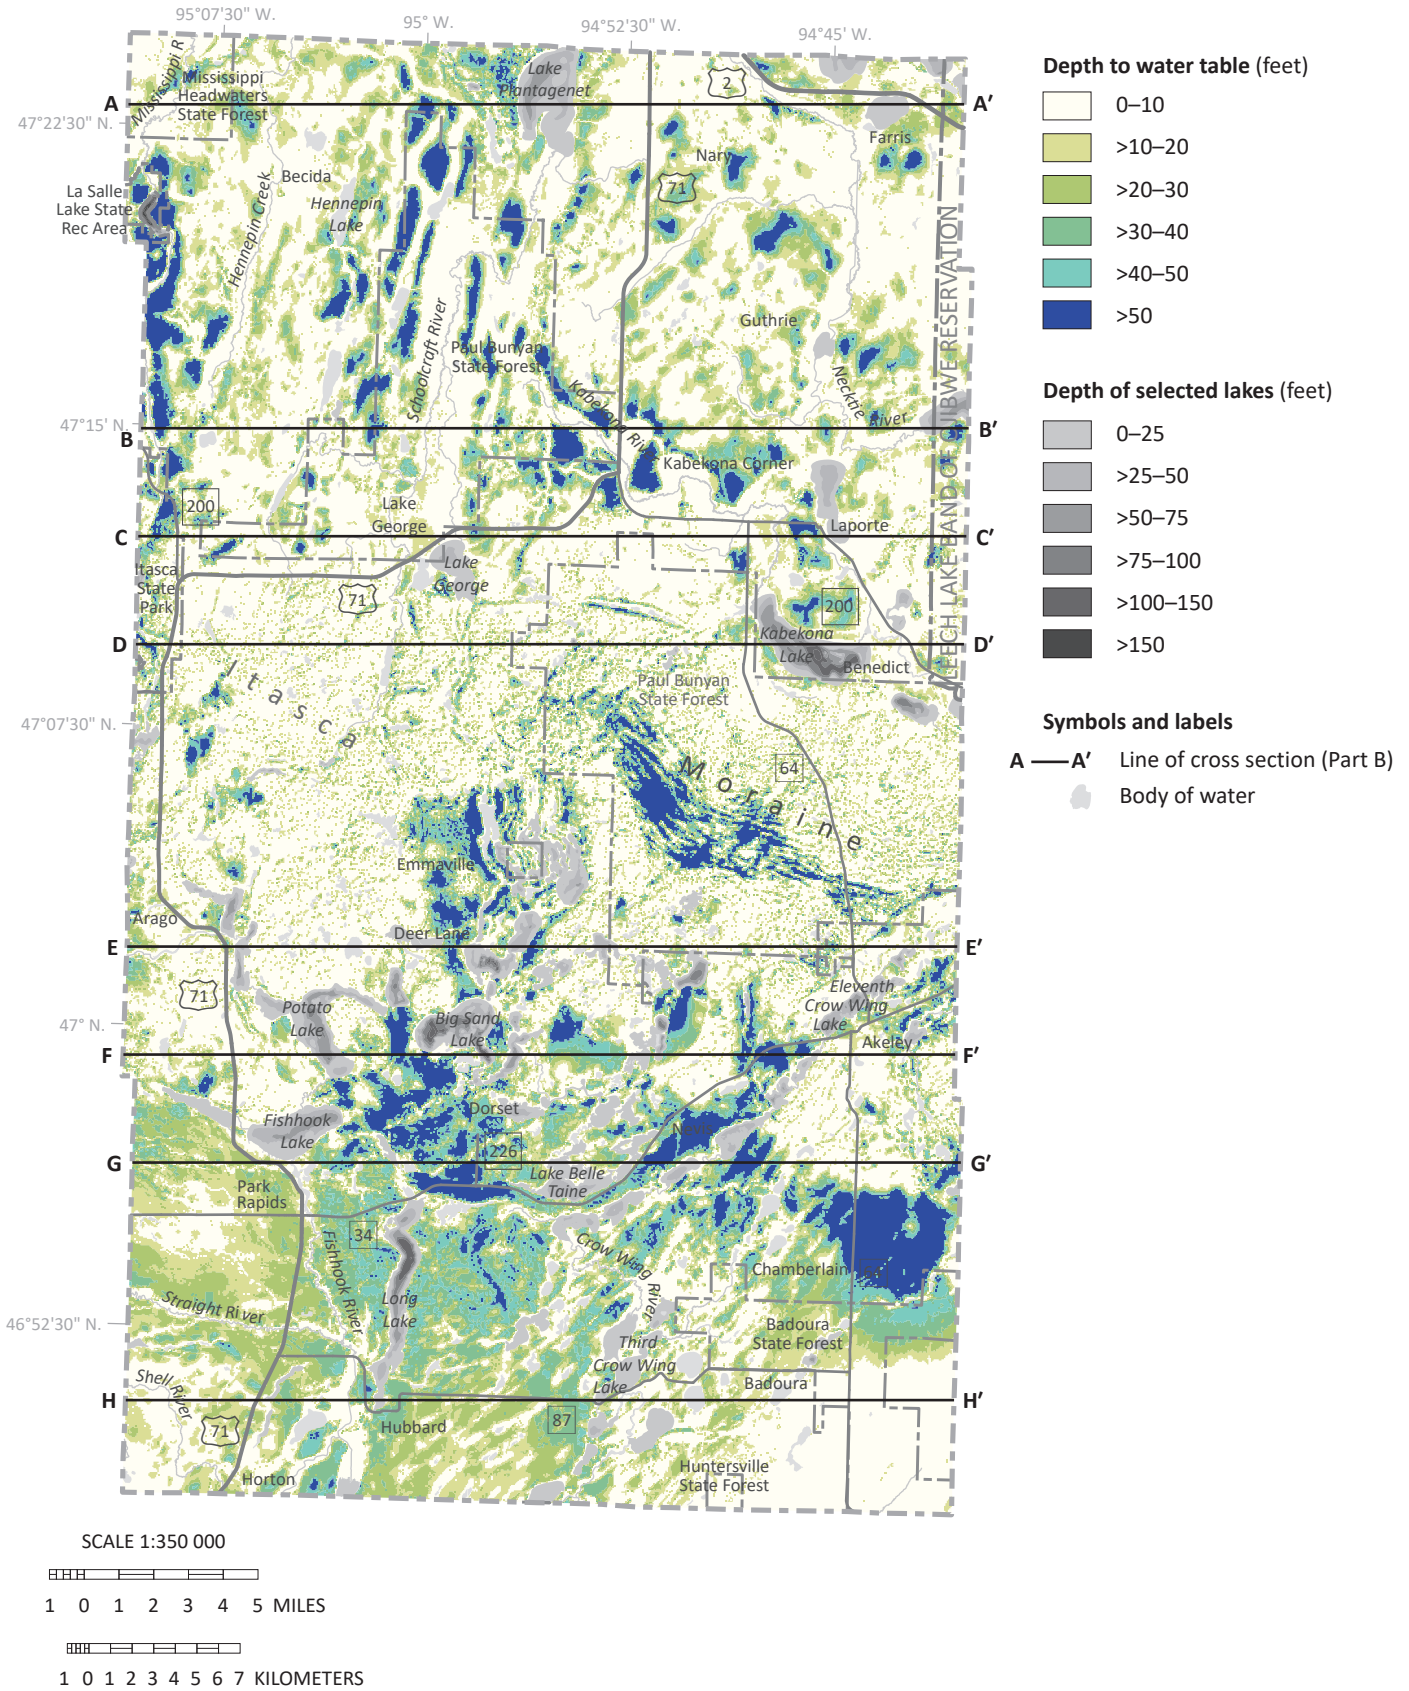 95°07'30" W.
95° W.
94°52'30" W.
94°45' W.
Mississippi R
Mississippi
Headwaters
State Forest
Lake
Plantagenet
2
A
A'
47°22'30" N.
Farris
Nary
71
La Salle
Lake State
Rec Area
Becida
Hennepin
Lake
Hennepin Creek
Guthrie
Schoolcraft River
Paul Bunyan
State Forest
Necktie River
Kabekona River
47°15' N.
B
B'
Kabekona Corner
200
Lake
George
Laporte
C
C'
Itasca
State
Park
Lake
George
71
200
Kabekona
Lake
Benedict
D
D'
Paul Bunyan
State Forest
LEECH LAKE BAND OF OJIBWE RESERVATION
Itasca
Moraine
47°07'30" N.
64
Emmaville
Arago
Deer Lane
E
E'
71
Potato
Lake
Big Sand
Lake
Eleventh
Crow Wing
Lake
Akeley
47° N.
F
F'
Dorset
Fishhook
Lake
226
G
G'
Lake Belle
Taine
Park
Rapids
34
Fishhook River
Crow Wing River
Chamberlain
Straight River
Long
Lake
46°52'30" N.
Badoura
State Forest
Third
Crow Wing
Lake
Shell River
Badoura
H
H'
71
Hubbard
87
Horton
Huntersville
State Forest
Depth to water table (feet)
0–10
>10–20
>20–30
>30–40
>40–50
>50
Depth of selected lakes (feet)
0–25
>25–50
>50–75
>75–100
>100–150
>150
Symbols and labels
A A' Line of cross section (Part B)
Body of water
SCALE 1:350 000
1 0 1 2 3 4 5 MILES
1 0 1 2 3 4 5 6 7 KILOMETERS